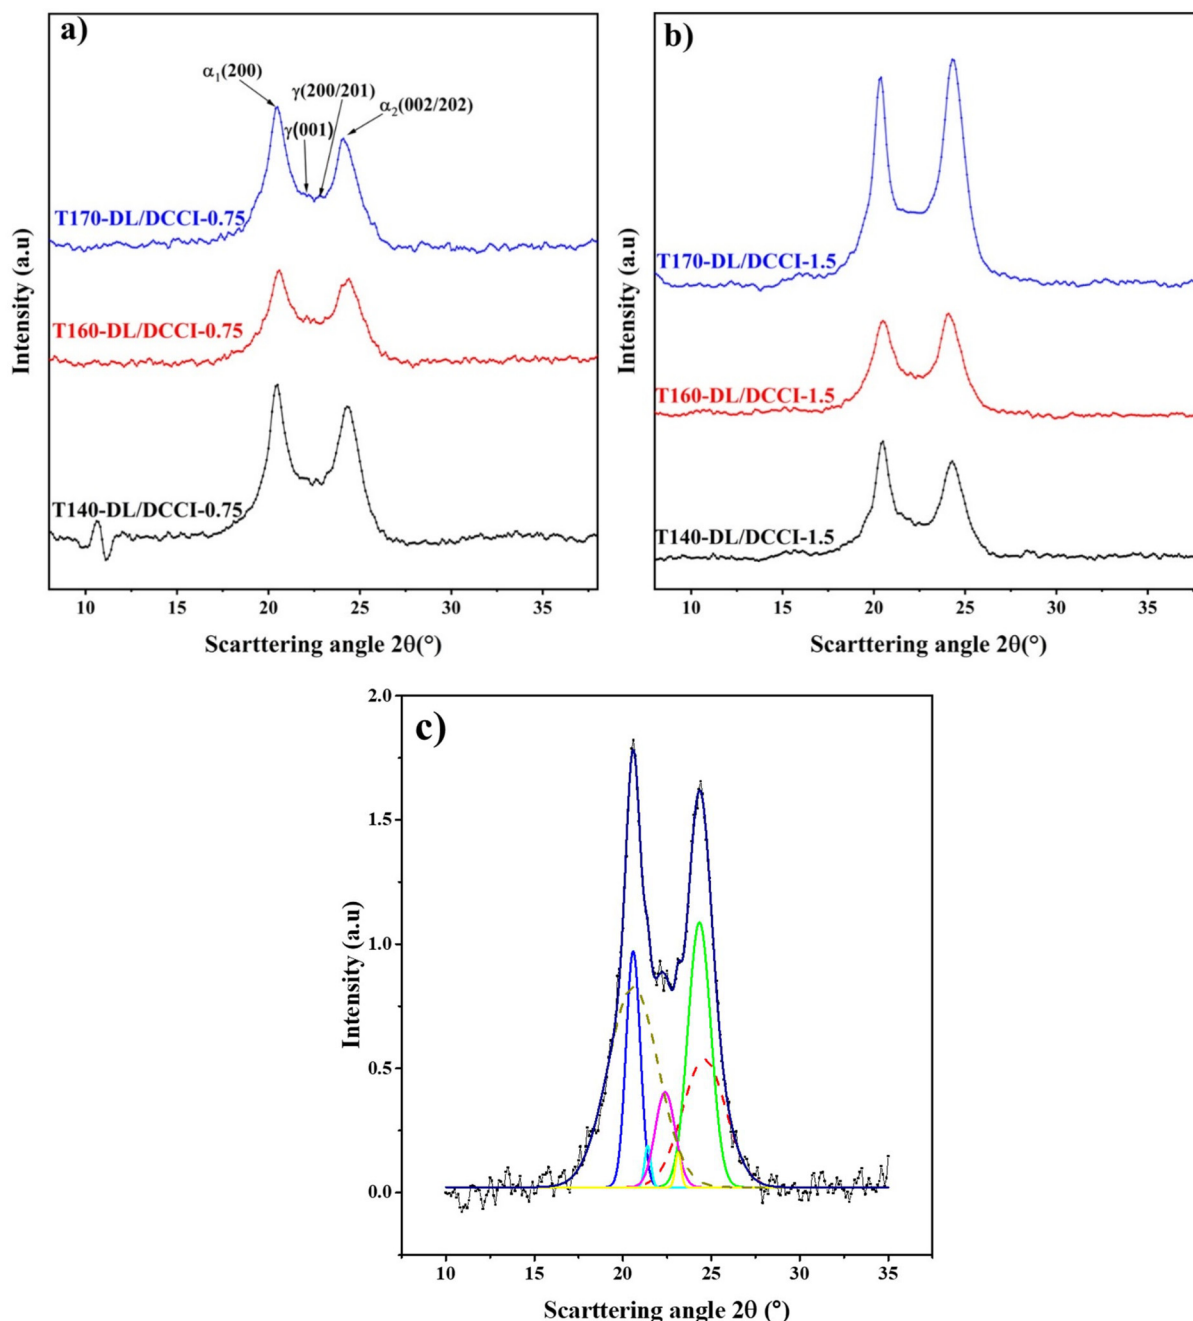 a)
α₁(200)
γ(200/201)
α₂(002/202)
γ(001)
T170-DL/DCCI-0.75
T160-DL/DCCI-0.75
T140-DL/DCCI-0.75
Intensity (a.u)
10 15 20 25 30 35
Scarttering angle 2θ(°)
b)
T170-DL/DCCI-1.5
T160-DL/DCCI-1.5
T140-DL/DCCI-1.5
Intensity (a.u)
10 15 20 25 30 35
Scarttering angle 2θ(°)
c)
2.0
1.5
1.0
0.5
0.0
Intensity (a.u)
10 15 20 25 30 35
Scarttering angle 2θ (°)